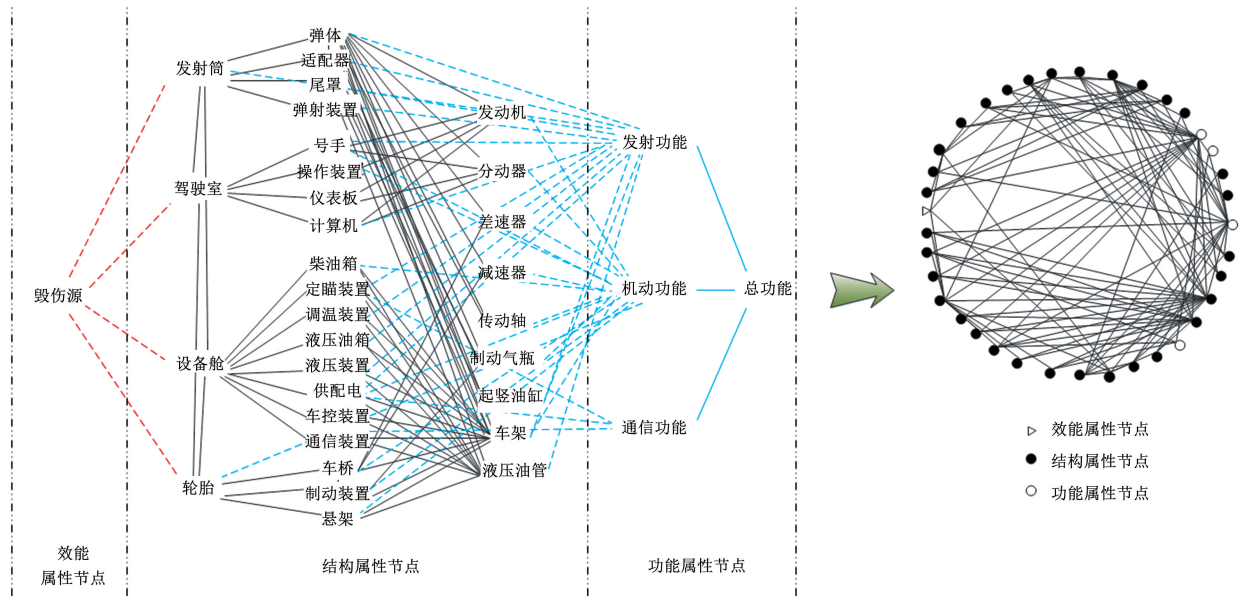 毁伤源
发射筒
驾驶室
设备舱
轮胎
弹体
适配器
尾罩
弹射装置
号手
操作装置
仪表板
计算机
柴油箱
定瞄装置
调温装置
液压油箱
液压装置
供配电
车控装置
通信装置
车桥
制动装置
悬架
发动机
分动器
差速器
减速器
传动轴
制动气瓶
起竖油缸
车架
液压油管
发射功能
机动功能
通信功能
总功能
效能
属性节点
结构属性节点
功能属性节点
效能属性节点
结构属性节点
功能属性节点